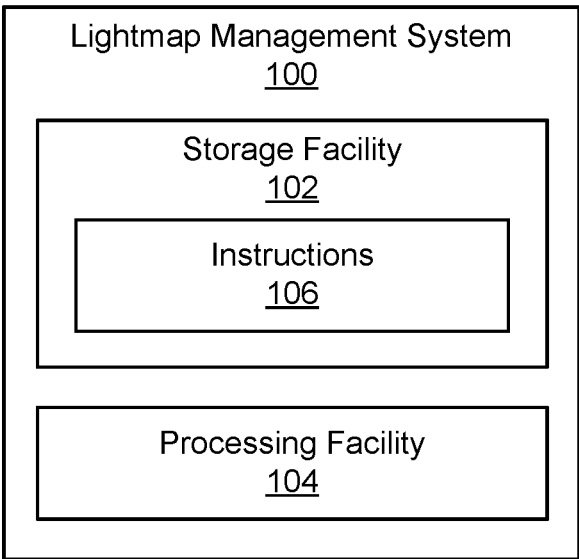 Lightmap Management System
100
Storage Facility
102
Instructions
106
Processing Facility
104